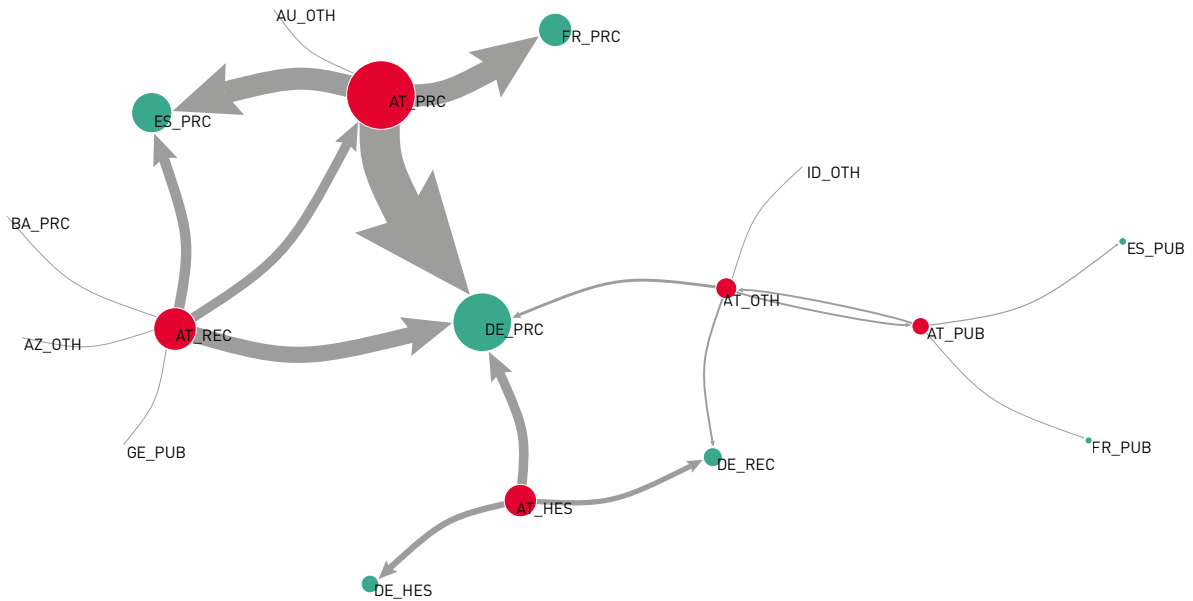 AU_OTH
FR_PRC
AT_PRC
ES_PRC
ID_OTH
BA_PRC
ES_PUB
AT_OTH
DE_PRC
AT_PUB
AT_REC
AZ_OTH
FR_PUB
GE_PUB
DE_REC
AT_HES
DE_HES